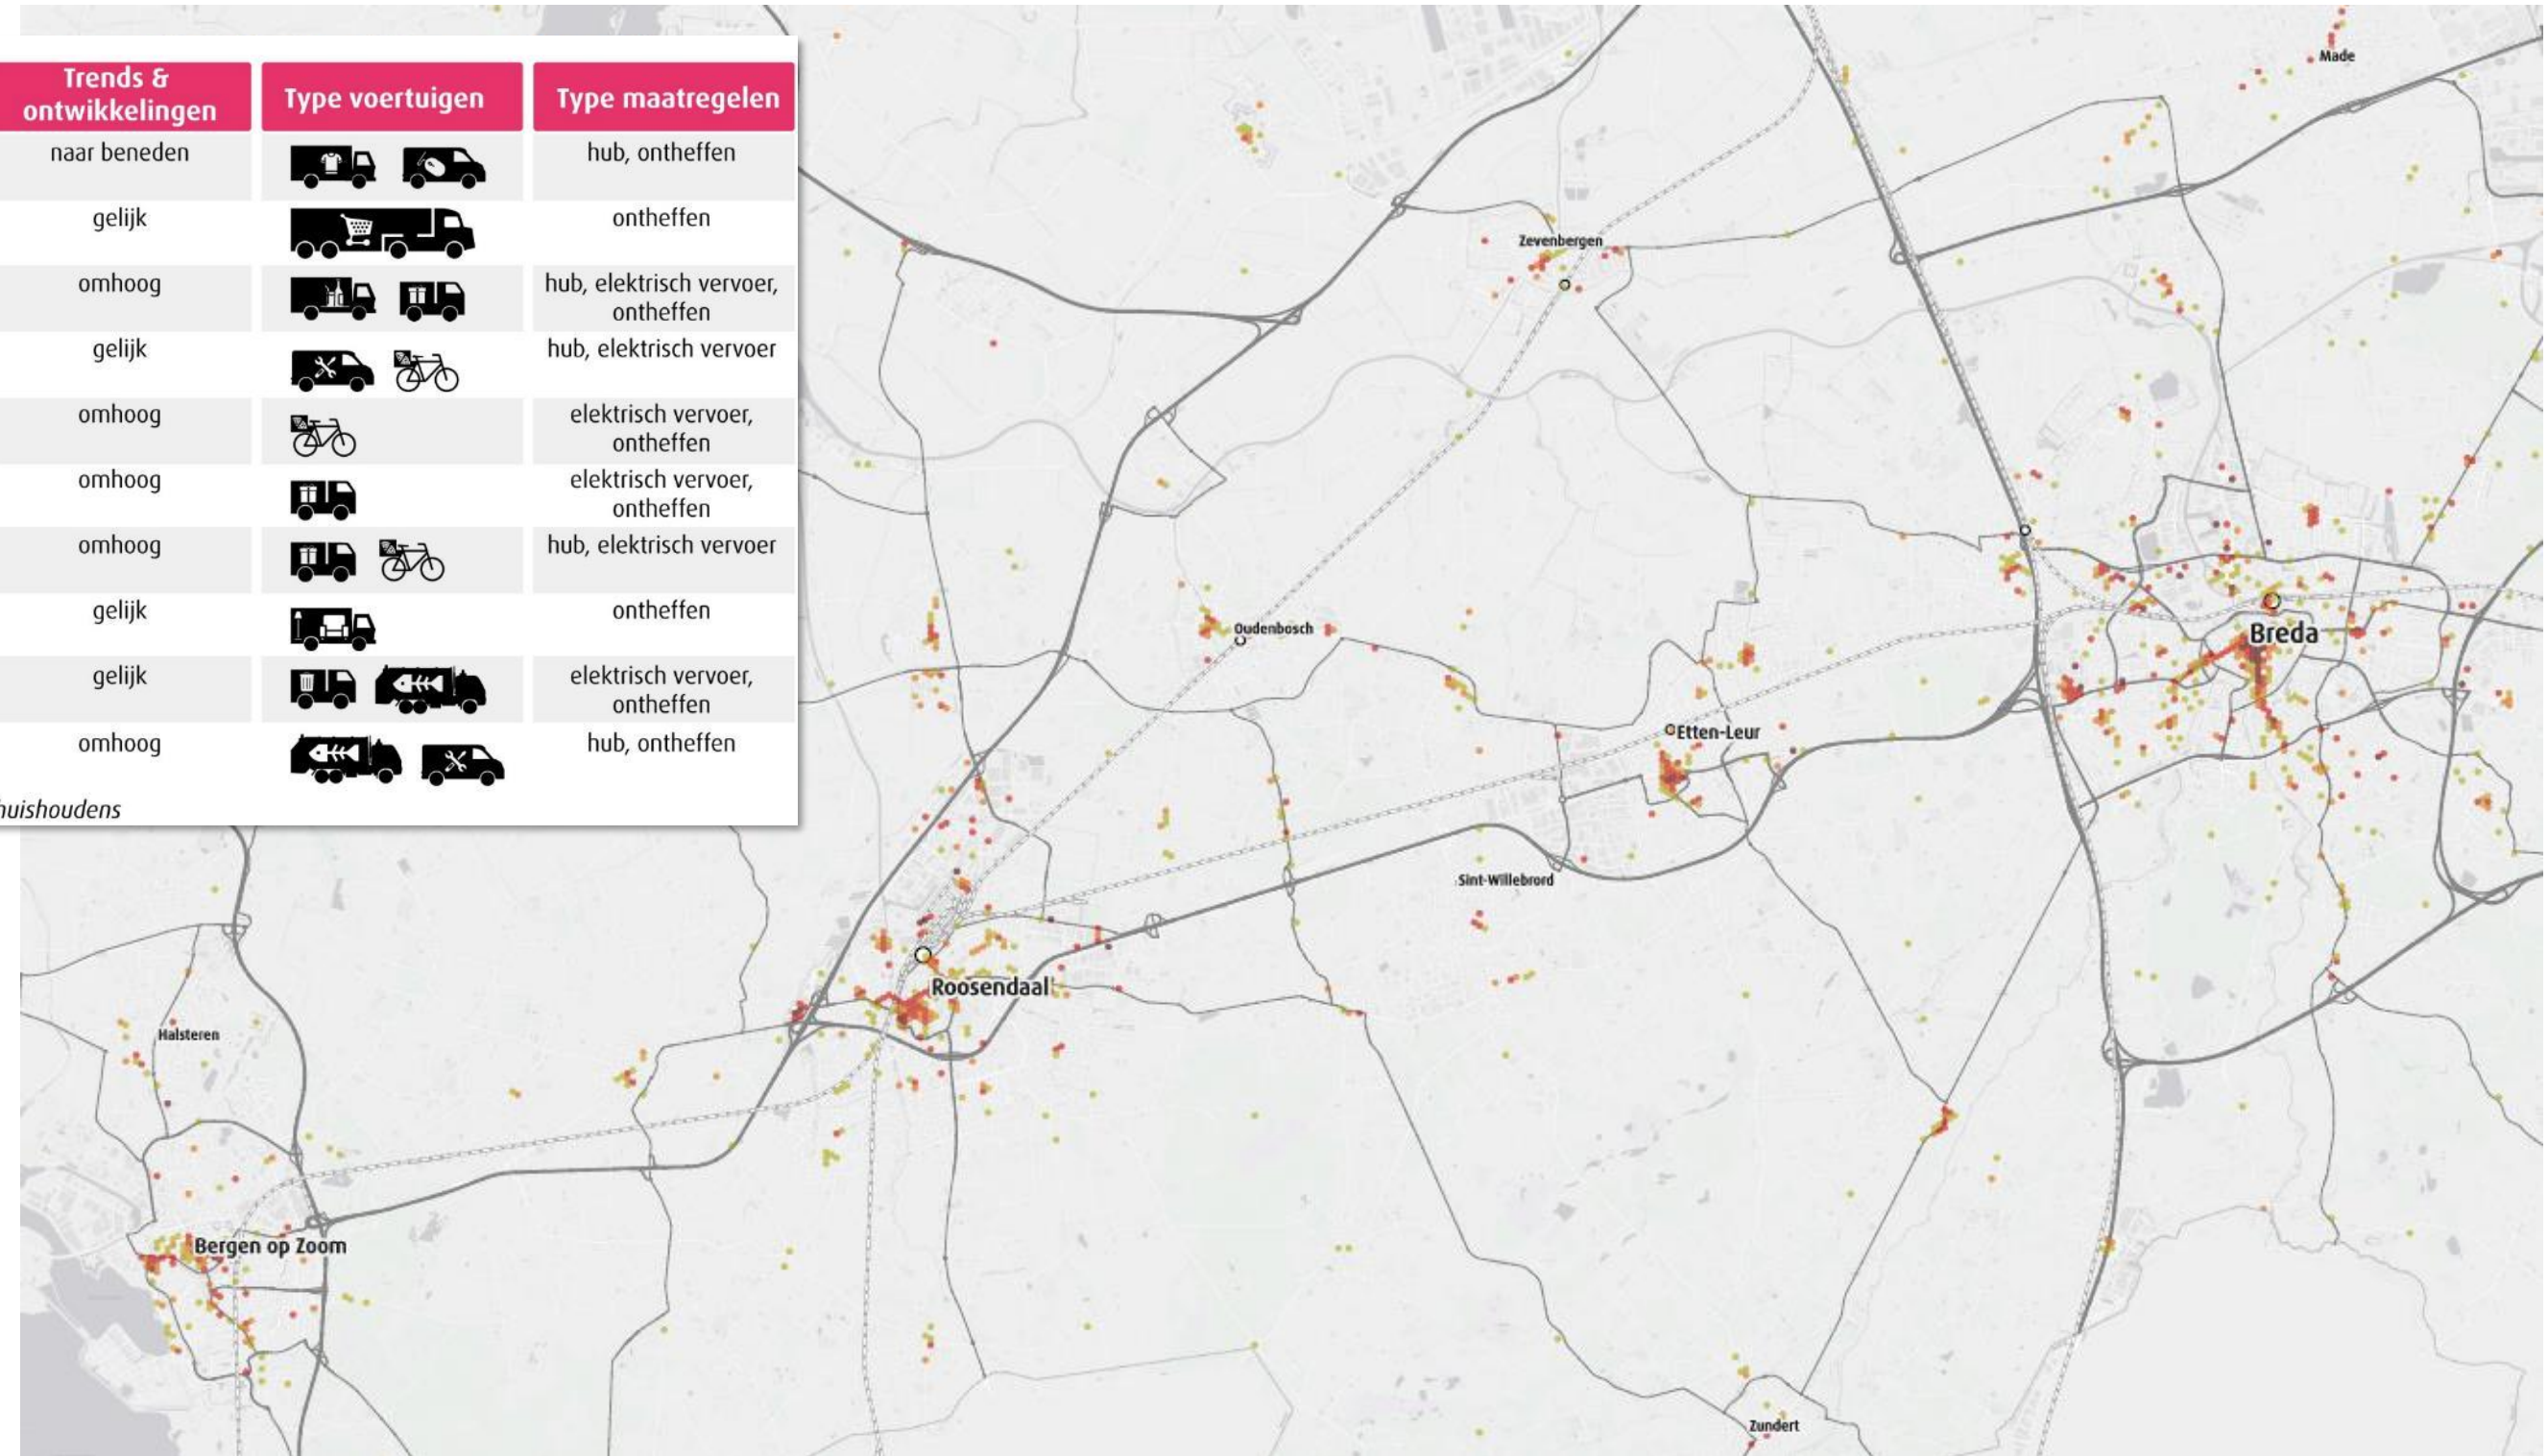 Trends &
ontwikkelingen
Type voertuigen
Type maatregelen
naar beneden
hub, ontheffen
gelijk
ontheffen
omhoog
hub, elektrisch vervoer,
ontheffen
gelijk
hub, elektrisch vervoer
omhoog
elektrisch vervoer,
ontheffen
omhoog
elektrisch vervoer,
ontheffen
omhoog
hub, elektrisch vervoer
gelijk
ontheffen
gelijk
elektrisch vervoer,
ontheffen
omhoog
hub, ontheffen
huishoudens
Made
Zevenbergen
Oudenbosch
Breda
Etten-Leur
Sint-Willebrord
Roosendaal
Halsteren
Bergen op Zoom
Zundert